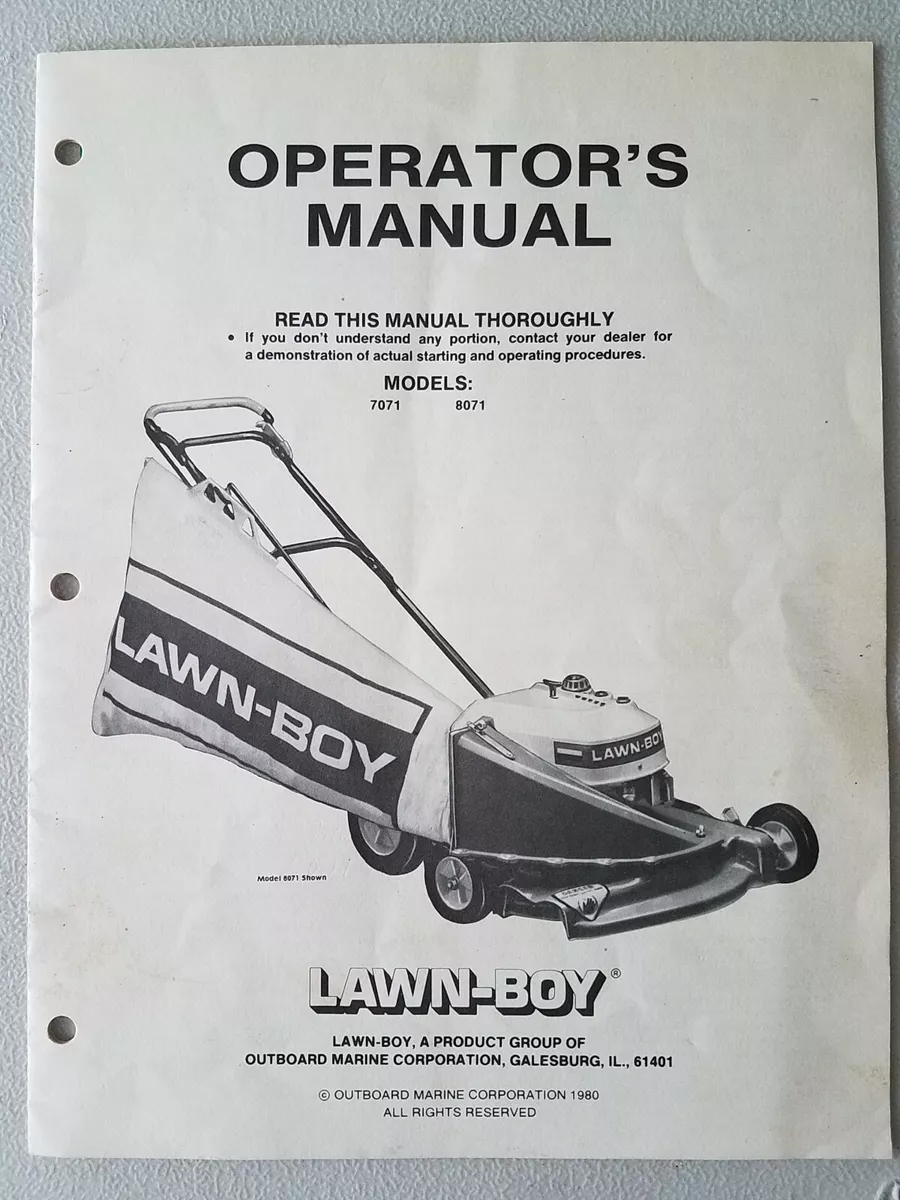 OPERATOR'S
MANUAL
READ THIS MANUAL THOROUGHLY
• If you don't understand any portion, contact your dealer for
a demonstration of actual starting and operating procedures.
MODELS:
7071 8071
LAWN-BOY
LAWN-BOY
DANGER
Model 8071 Shown
LAWN-BOY®
LAWN-BOY, A PRODUCT GROUP OF
OUTBOARD MARINE CORPORATION, GALESBURG, IL., 61401
© OUTBOARD MARINE CORPORATION 1980
ALL RIGHTS RESERVED